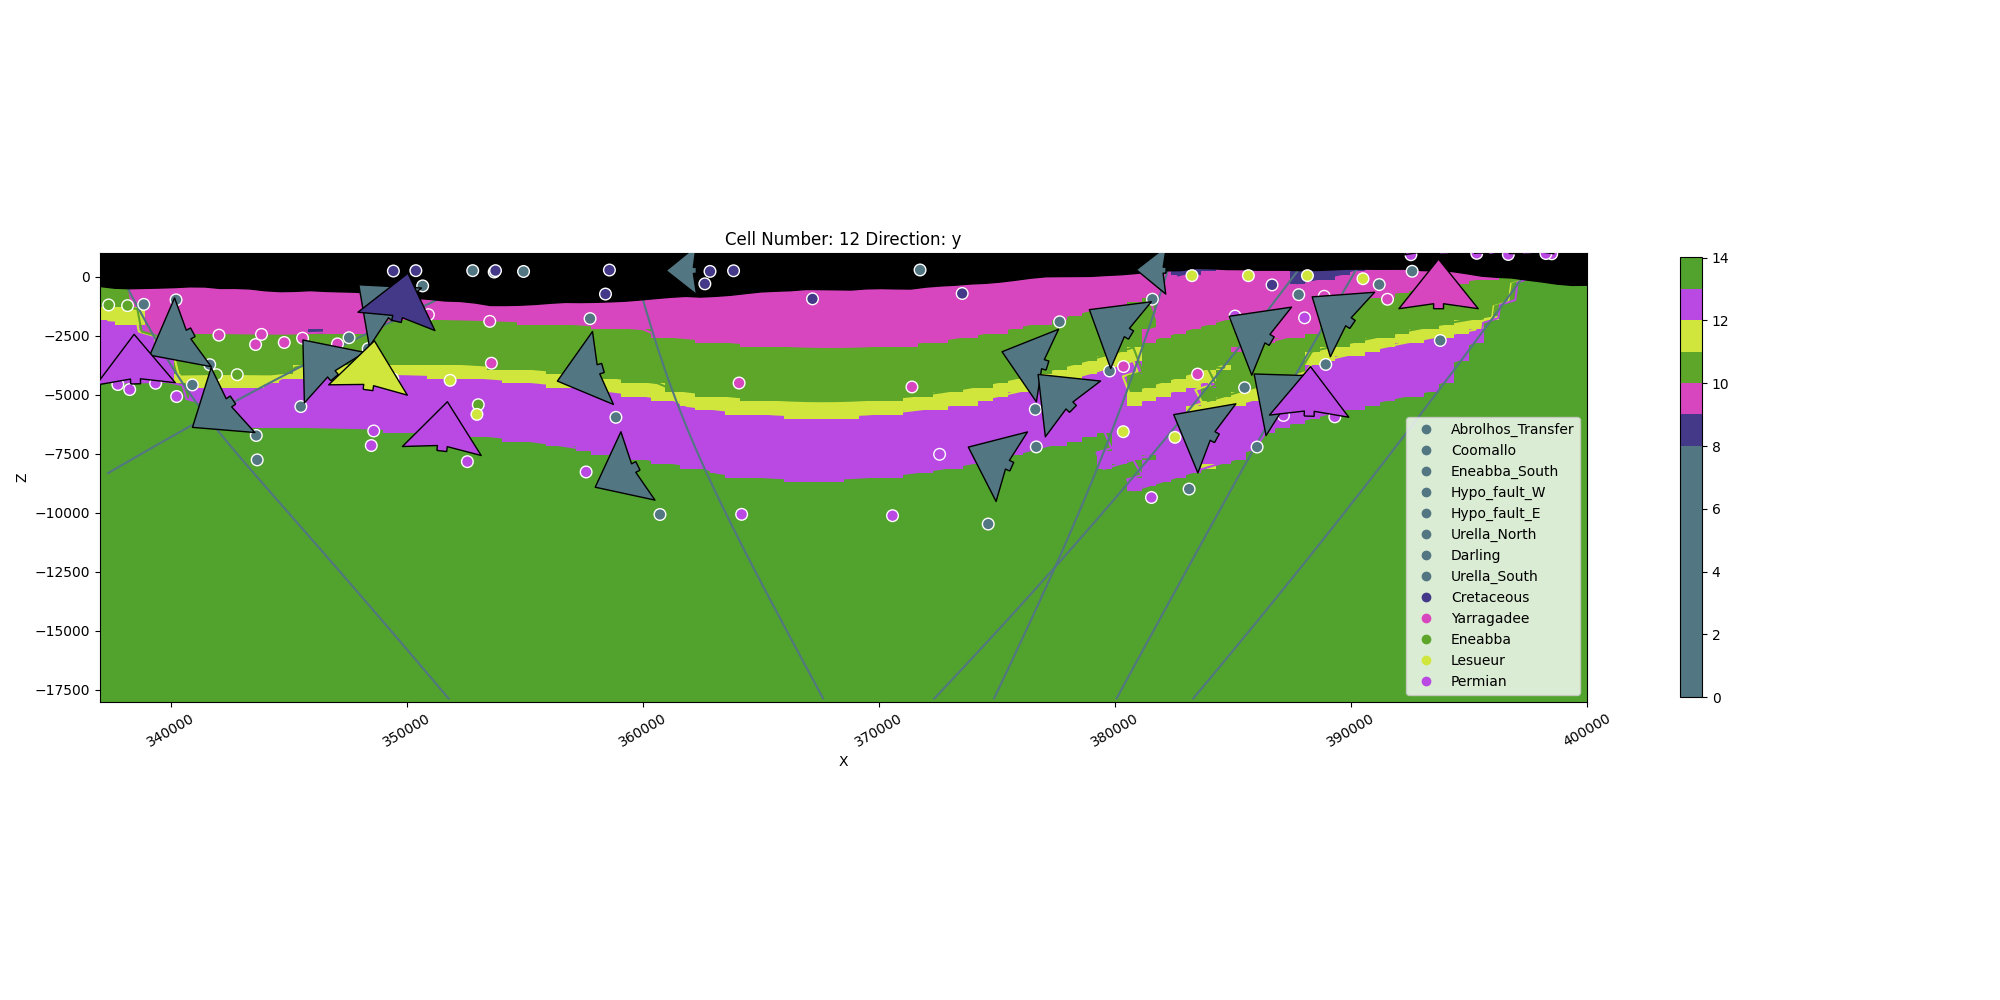 Cell Number: 12 Direction: y
0
−2500
−5000
−7500
−10000
−12500
−15000
−17500
Z
340000
350000
360000
370000
380000
390000
400000
X
Abrolhos_Transfer
Coomallo
Eneabba_South
Hypo_fault_W
Hypo_fault_E
Urella_North
Darling
Urella_South
Cretaceous
Yarragadee
Eneabba
Lesueur
Permian
14
12
10
8
6
4
2
0